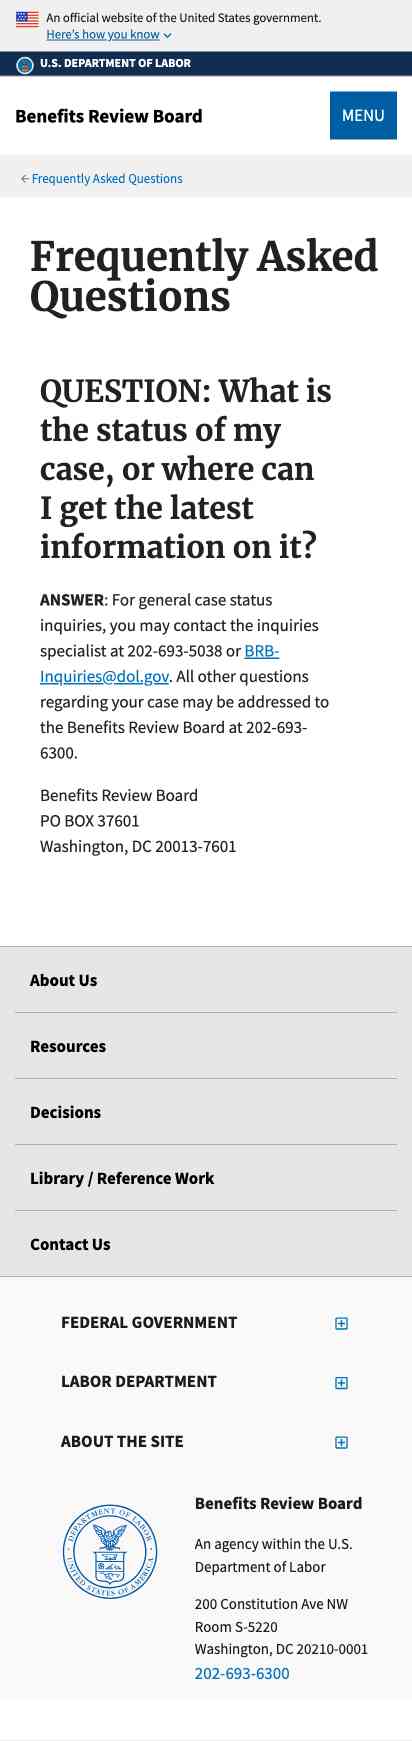 An official website of the United States government.
Here's how you know
U.S. DEPARTMENT OF LABOR
Benefits Review Board
MENU
Frequently Asked Questions
Frequently Asked
Questions
QUESTION: What is
the status of my
case, or where can
I get the latest
information on it?
ANSWER: For general case status
inquiries, you may contact the inquiries
specialist at 202-693-5038 or BRB-
Inquiries@dol.gov. All other questions
regarding your case may be addressed to
the Benefits Review Board at 202-693-
6300.
Benefits Review Board
PO BOX 37601
Washington, DC 20013-7601
About Us
Resources
Decisions
Library / Reference Work
Contact Us
FEDERAL GOVERNMENT
LABOR DEPARTMENT
ABOUT THE SITE
DEPARTMENT OF LABOR
UNITED STATES OF AMERICA
Benefits Review Board
An agency within the U.S.
Department of Labor
200 Constitution Ave NW
Room S-5220
Washington, DC 20210-0001
202-693-6300